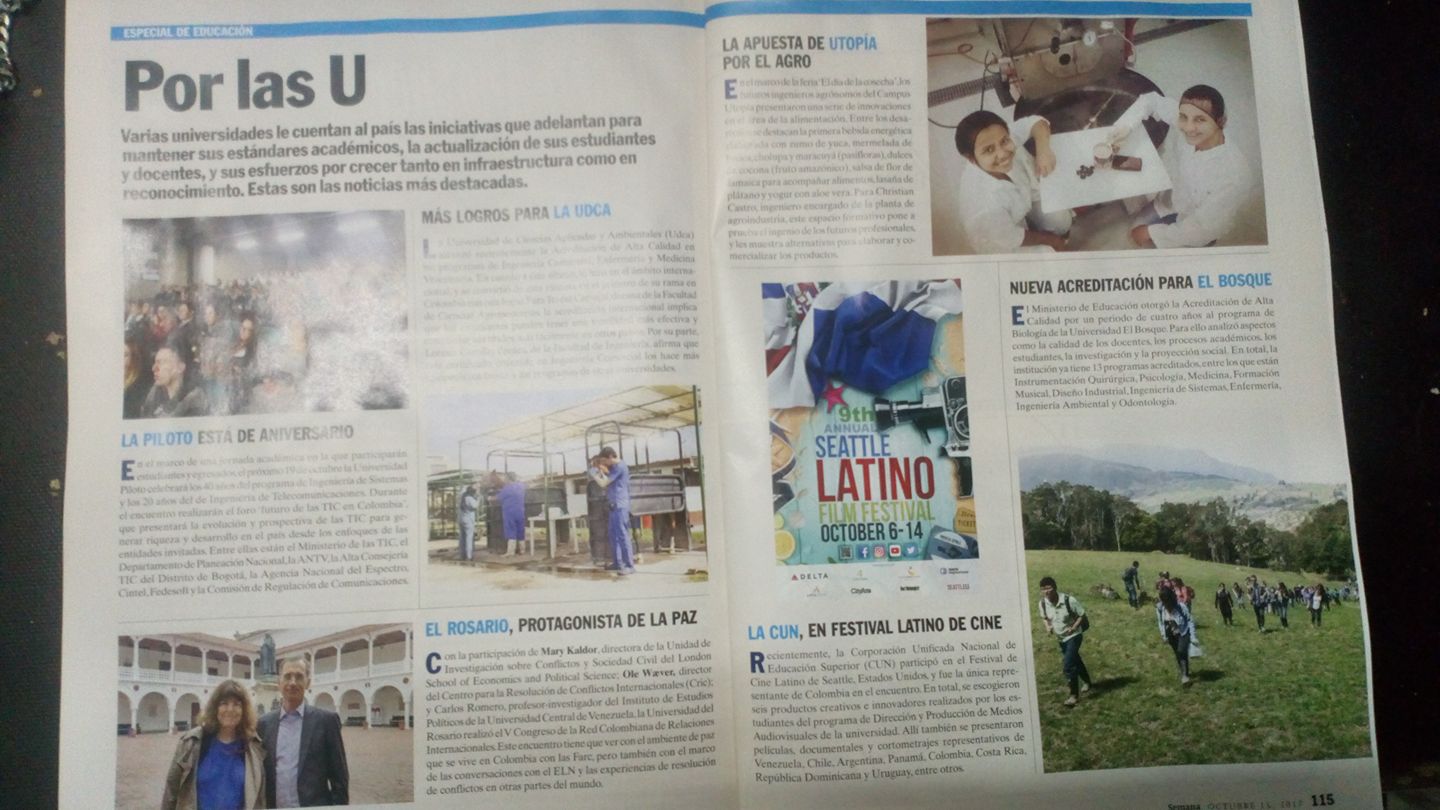 ESPECIAL DE EDUCACIÓN
Por las U
Varias universidades le cuentan al país las iniciativas que adelantan para
mantener sus estándares académicos, la actualización de sus estudiantes
y docentes, y sus esfuerzos por crecer tanto en infraestructura como en
reconocimiento. Estas son las noticias más destacadas.
LA PILOTO ESTÁ DE ANIVERSARIO
En el marco de una jornada académica en la que participarán
estudiantes y egresados, el próximo 19 de octubre la Universidad
Piloto celebrará los 40 años del programa de Ingeniería de Sistemas
y los 20 años del de Ingeniería de Telecomunicaciones. Durante
el encuentro realizarán el foro 'futuro de las TIC en Colombia',
que presentará la evolución y prospectiva de las TIC para ge-
nerar riqueza y desarrollo en el país desde los enfoques de las
entidades invitadas. Entre ellas están el Ministerio de las TIC, el
Departamento de Planeación Nacional, la ANTV, la Alta Consejería
TIC del Distrito de Bogotá, la Agencia Nacional del Espectro,
Cintel, Fedesoft y la Comisión de Regulación de Comunicaciones.
MÁS LOGROS PARA LA UDCA
La Universidad de Ciencias Aplicadas y Ambientales (Udca)
recientemente la Acreditación de Alta Calidad en
programas de Ingeniería Comercial, Enfermería y Medicina
Veterinaria. en el ámbito interna-
cional, de su rama en
de la Facultad
de Ciencias la acreditación internacional implica
que los estudiantes más efectiva y
Por su parte,
de la Facultad de Ingeniería, afirma que
Ingeniería Comercial los hace más
otras universidades.
EL ROSARIO, PROTAGONISTA DE LA PAZ
Con la participación de Mary Kaldor, directora de la Unidad de
Investigación sobre Conflictos y Sociedad Civil del London
School of Economics and Political Science; Ole Wæver, director
del Centro para la Resolución de Conflictos Internacionales (Cric);
y Carlos Romero, profesor-investigador del Instituto de Estudios
Políticos de la Universidad Central de Venezuela, la Universidad del
Rosario realizó el V Congreso de la Red Colombiana de Relaciones
Internacionales. Este encuentro tiene que ver con el ambiente de paz
que se vive en Colombia con las Farc, pero también con el marco
de las conversaciones con el ELN y las experiencias de resolución
de conflictos en otras partes del mundo.
LA APUESTA DE UTOPÍA
POR EL AGRO
En el marco de la feria 'El día de la cosecha', los
futuros ingenieros agrónomos del Campus
Utopía presentaron una serie de innovaciones
en el área de la alimentación. Entre los desa-
rrollos se destacan la primera bebida energética
elaborada con zumo de yuca, mermelada de
cholupa y maracuyá (pasifloras), dulces
de cocona (fruto amazónico), salsa de flor de
Jamaica para acompañar alimentos, lasaña de
plátano y yogur con aloe vera. Para Christian
Castro, ingeniero encargado de la planta de
agroindustria, este espacio formativo pone a
prueba el ingenio de los futuros profesionales,
y les muestra alternativas para elaborar y co-
mercializar los productos.
9th
ANNUAL
SEATTLE
LATINO
FILM FESTIVAL
OCTOBER 6-14
TICKET
DELTA
CityArts
LA CUN, EN FESTIVAL LATINO DE CINE
Recientemente, la Corporación Unificada Nacional de
Educación Superior (CUN) participó en el Festival de
Cine Latino de Seattle, Estados Unidos, y fue la única repre-
sentante de Colombia en el encuentro. En total, se escogieron
seis productos creativos e innovadores realizados por los es-
tudiantes del programa de Dirección y Producción de Medios
Audiovisuales de la universidad. Allí también se presentaron
películas, documentales y cortometrajes representativos de
Venezuela, Chile, Argentina, Panamá, Colombia, Costa Rica,
República Dominicana y Uruguay, entre otros.
NUEVA ACREDITACIÓN PARA EL BOSQUE
El Ministerio de Educación otorgó la Acreditación de Alta
Calidad por un periodo de cuatro años al programa de
Biología de la Universidad El Bosque. Para ello analizó aspectos
como la calidad de los docentes, los procesos académicos, los
estudiantes, la investigación y la proyección social. En total, la
institución ya tiene 13 programas acreditados, entre los que están
Instrumentación Quirúrgica, Psicología, Medicina, Formación
Musical, Diseño Industrial, Ingeniería de Sistemas, Enfermería,
Ingeniería Ambiental y Odontología.
Semana OCTUBRE 15, 2017 115